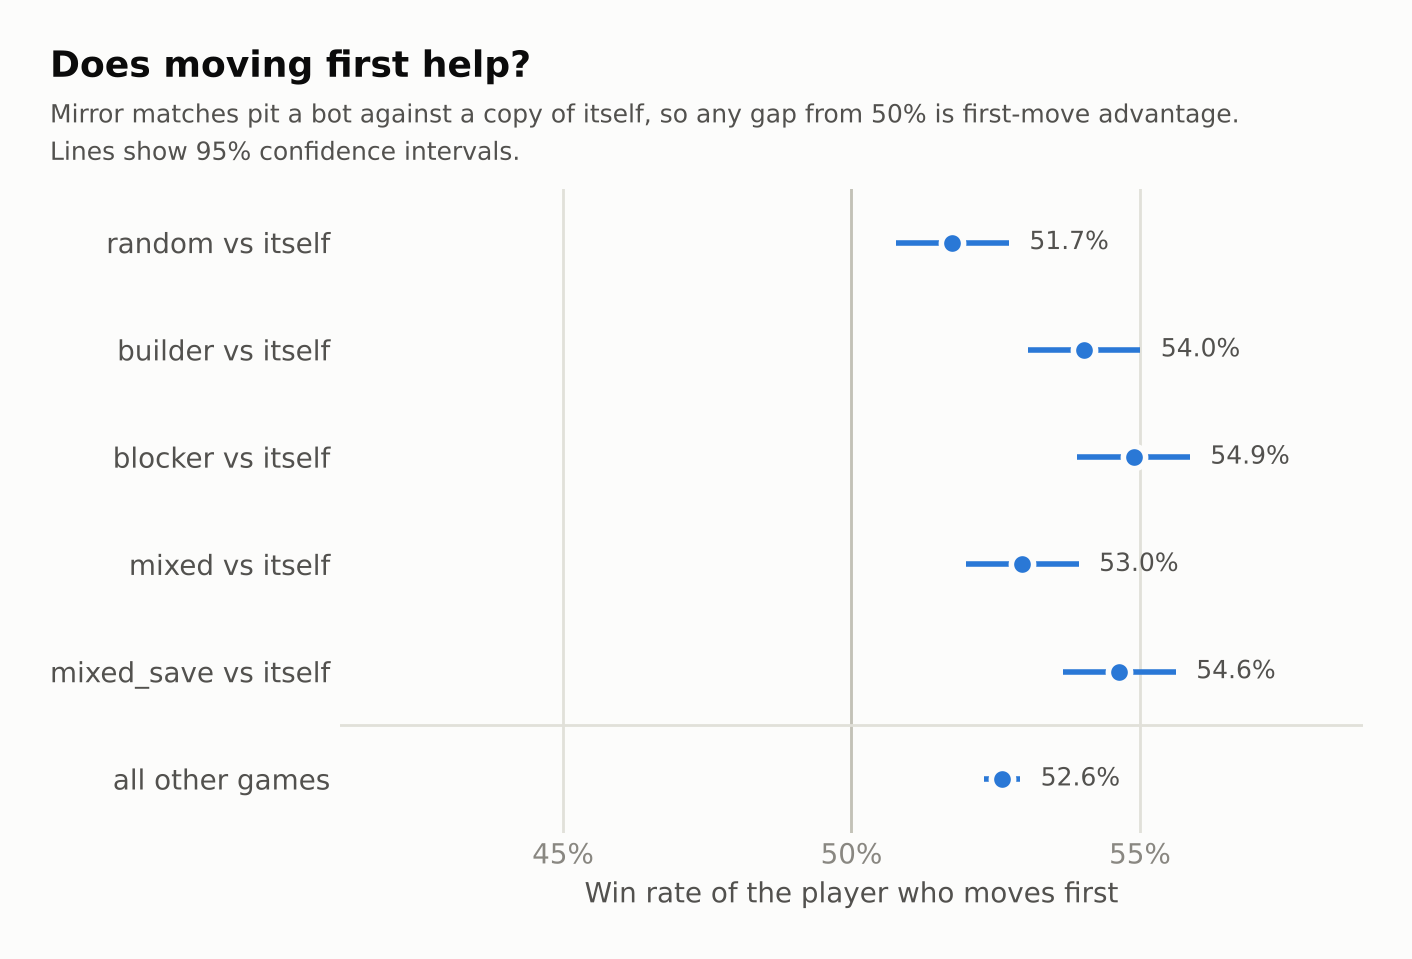 Does moving first help?
Mirror matches pit a bot against a copy of itself, so any gap from 50% is first-move advantage.
Lines show 95% confidence intervals.
random vs itself
51.7%
builder vs itself
54.0%
blocker vs itself
54.9%
mixed vs itself
53.0%
mixed_save vs itself
54.6%
all other games
52.6%
45%
50%
55%
Win rate of the player who moves first